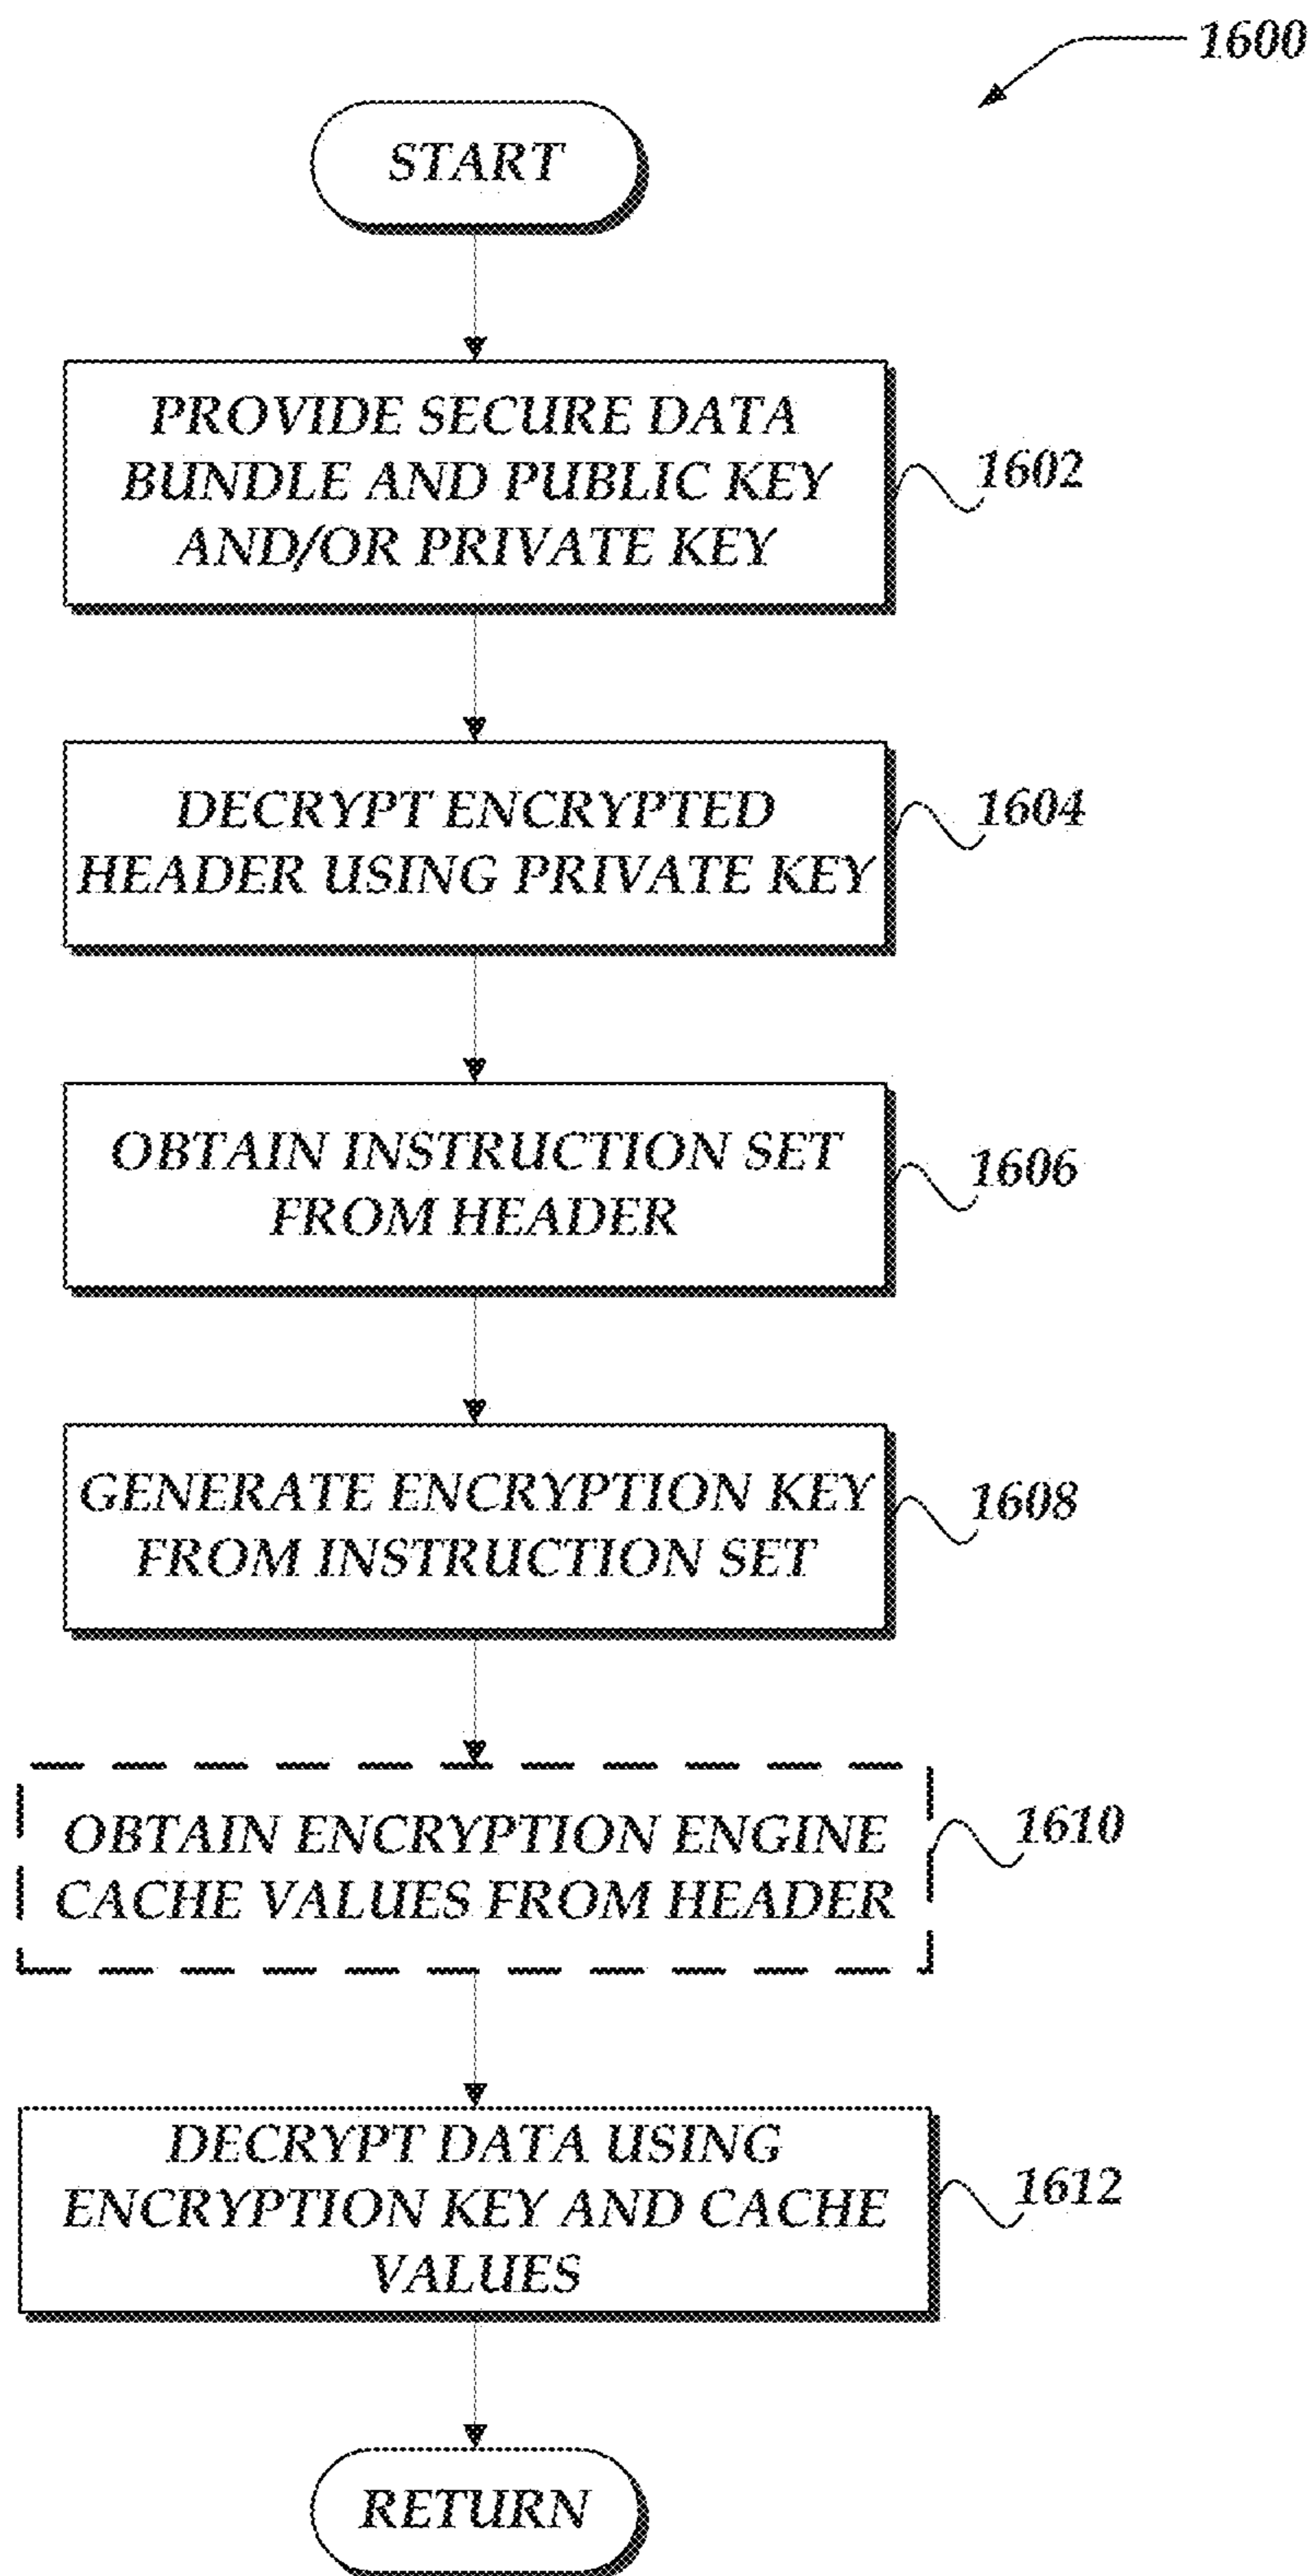 1600
START
PROVIDE SECURE DATA
BUNDLE AND PUBLIC KEY
AND/OR PRIVATE KEY
1602
DECRYPT ENCRYPTED
HEADER USING PRIVATE KEY
1604
OBTAIN INSTRUCTION SET
FROM HEADER
1606
GENERATE ENCRYPTION KEY
FROM INSTRUCTION SET
1608
OBTAIN ENCRYPTION ENGINE
CACHE VALUES FROM HEADER
1610
DECRYPT DATA USING
ENCRYPTION KEY AND CACHE
VALUES
1612
RETURN